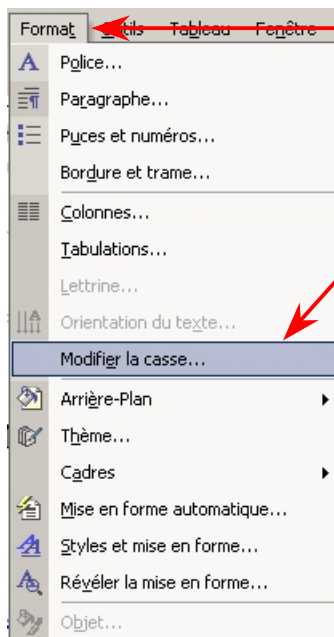 Format Outils Tableau Fenêtre
Police...
Paragraphe...
Puces et numéros...
Bordure et trame...
Colonnes...
Tabulations...
Lettrine...
Orientation du texte...
Modifier la casse...
Arrière-Plan
Thème...
Cadres
Mise en forme automatique...
Styles et mise en forme...
Révéler la mise en forme...
Objet...